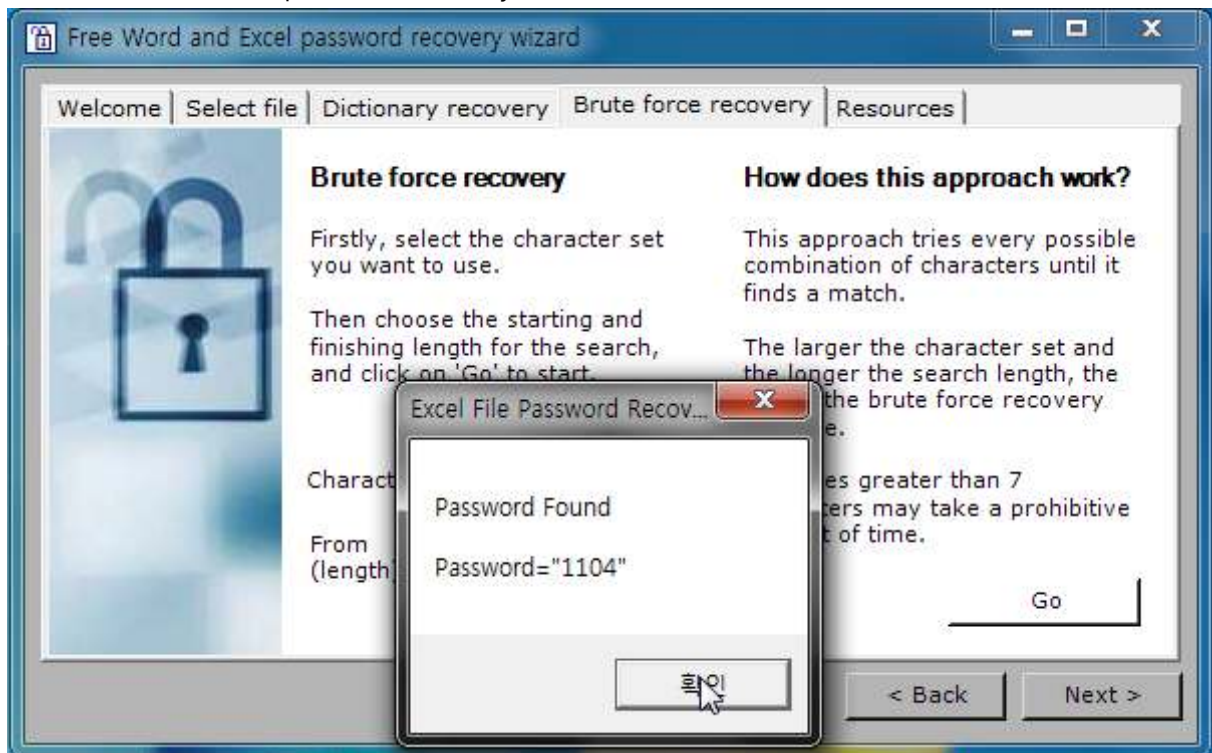 Free Word and Excel password recovery wizard
Welcome
Select file
Dictionary recovery
Brute force recovery
Resources
Brute force recovery
Firstly, select the character set
you want to use.
Then choose the starting and
finishing length for the search,
and click on 'Go' to start.
Charact
From
(length)
How does this approach work?
This approach tries every possible
combination of characters until it
finds a match.
The larger the character set and
the longer the search length, the
the brute force recovery
e.
es greater than 7
ters may take a prohibitive
t of time.
Go
Excel File Password Recov...
Password Found
Password="1104"
확인
< Back
Next >